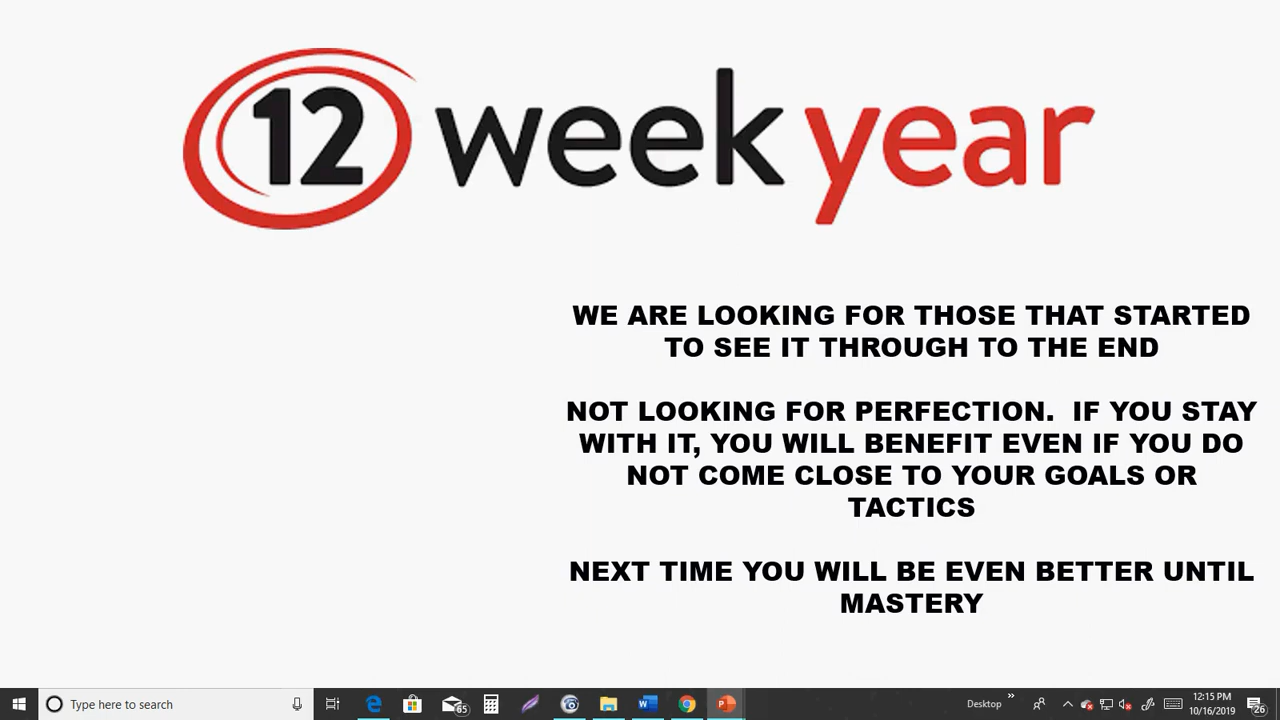 12 week year
WE ARE LOOKING FOR THOSE THAT STARTED
TO SEE IT THROUGH TO THE END
NOT LOOKING FOR PERFECTION.  IF YOU STAY
WITH IT, YOU WILL BENEFIT EVEN IF YOU DO
NOT COME CLOSE TO YOUR GOALS OR
TACTICS
NEXT TIME YOU WILL BE EVEN BETTER UNTIL
MASTERY
Type here to search
65
Desktop
12:15 PM
10/16/2019
26